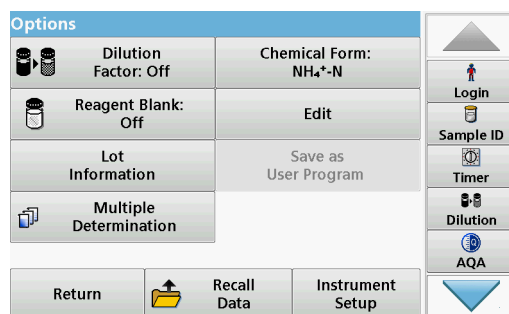 Options
Dilution
Factor: Off
Chemical Form:
NH₄⁺-N
Reagent Blank:
Off
Edit
Lot
Information
Save as
User Program
Multiple
Determination
Return
Recall
Data
Instrument
Setup
Login
Sample ID
Timer
Dilution
AQA